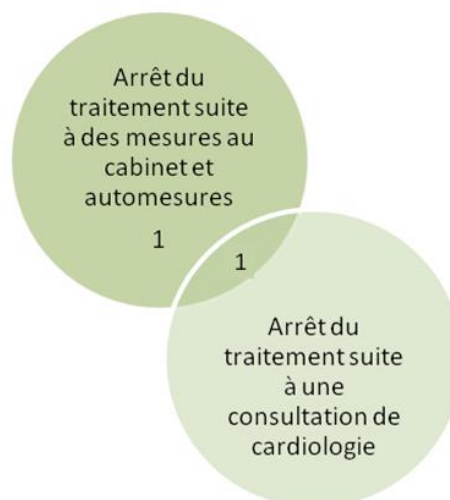 Arrêt du
traitement suite
à des mesures au
cabinet et
automesures
1
1
Arrêt du
traitement suite
à une
consultation de
cardiologie